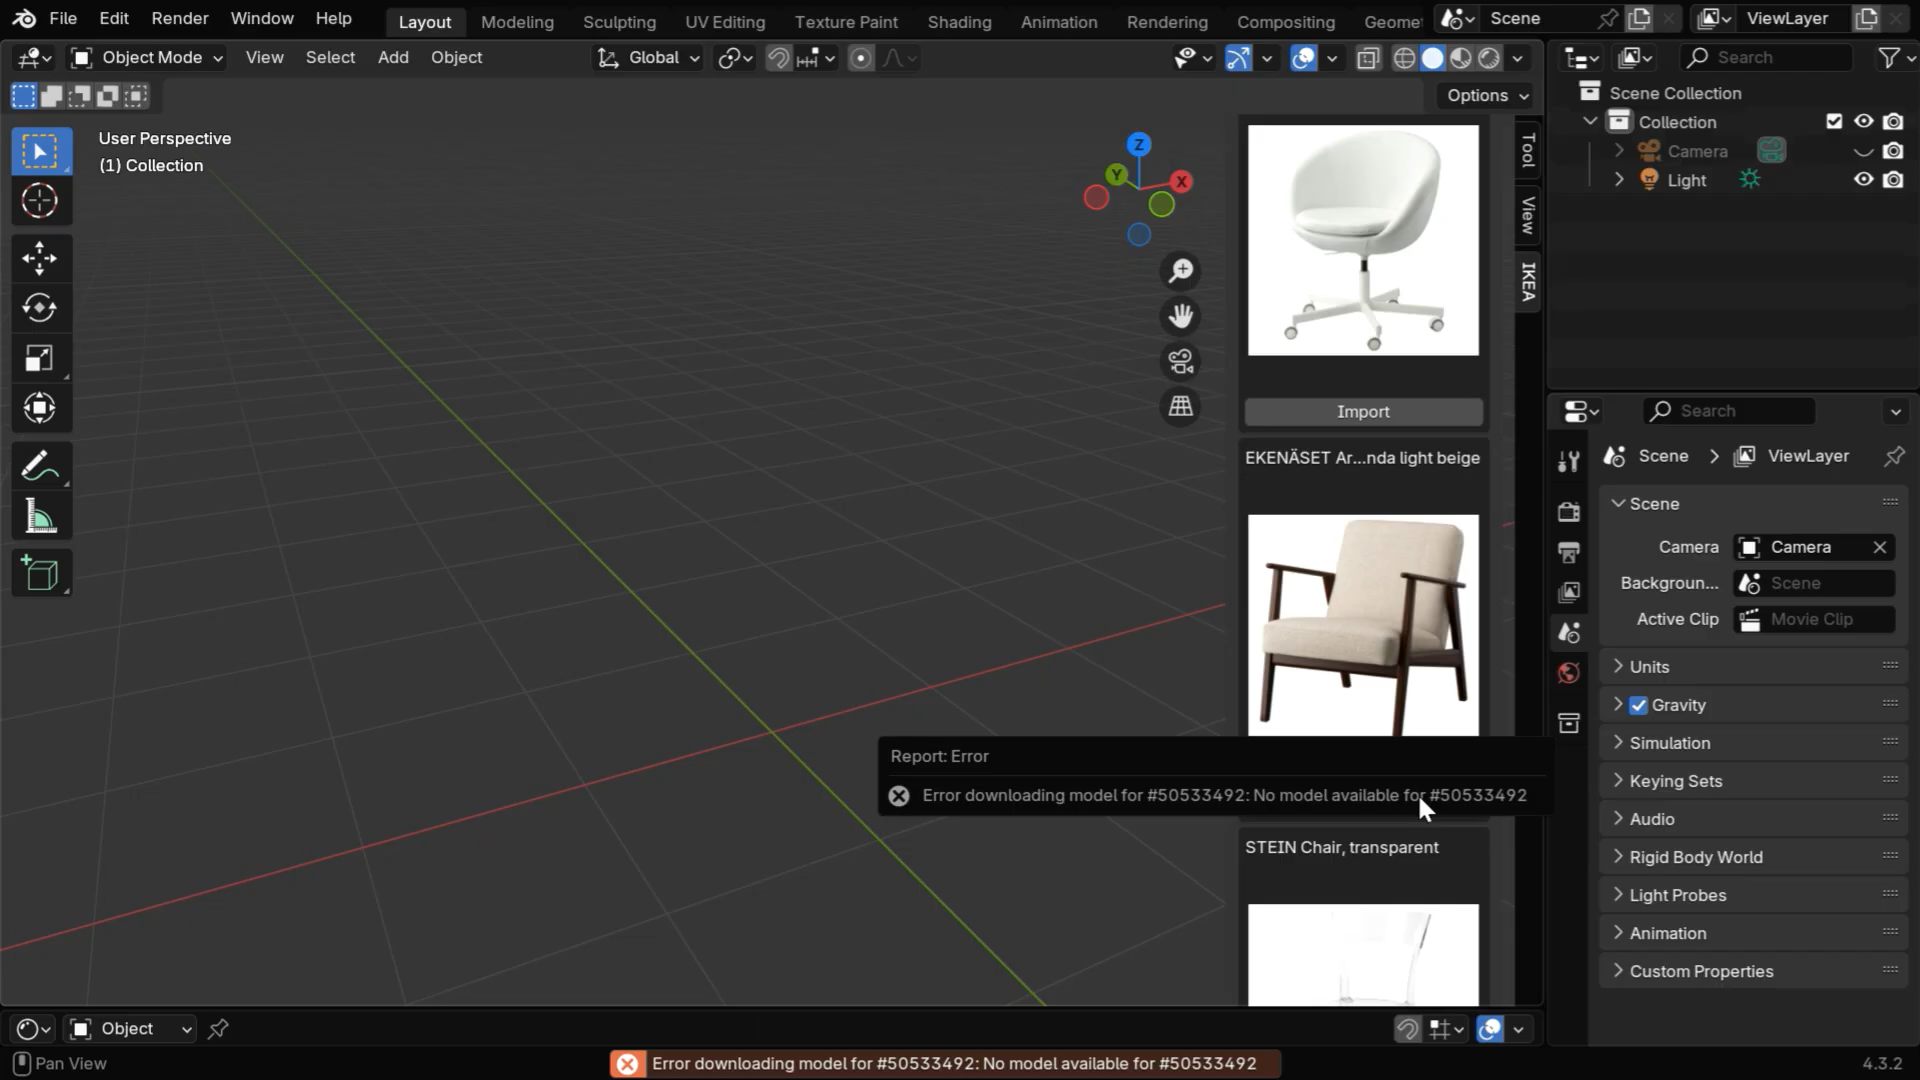 File Edit Render Window Help Layout Modeling Sculpting UV Editing Texture Paint Shading Animation Rendering Compositing Geomet Scene ViewLayer
Object Mode View Select Add Object Global Search
Options
User Perspective
(1) Collection
Z
Y
X
Tool
View
IKEA
Import
EKENÄSET Ar...nda light beige
Report: Error
Error downloading model for #50533492: No model available for #50533492
STEIN Chair, transparent
Scene Collection
Collection
Camera
Light
Search
Scene > ViewLayer
Scene
Camera Camera
Backgroun... Scene
Active Clip Movie Clip
Units
Gravity
Simulation
Keying Sets
Audio
Rigid Body World
Light Probes
Animation
Custom Properties
Object
Pan View Error downloading model for #50533492: No model available for #50533492 4.3.2